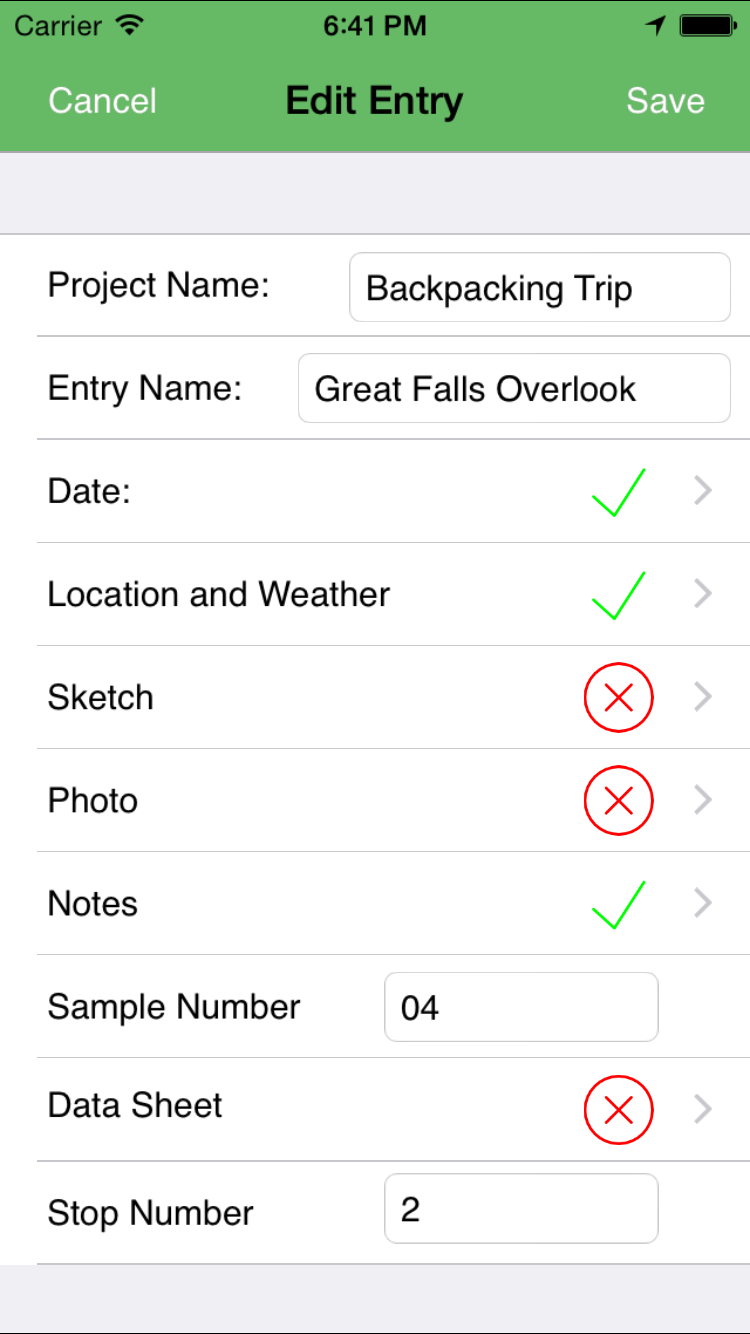 Carrier 6:41 PM
Cancel Edit Entry Save
Project Name: Backpacking Trip
Entry Name: Great Falls Overlook
Date:
Location and Weather
Sketch
Photo
Notes
Sample Number 04
Data Sheet
Stop Number 2